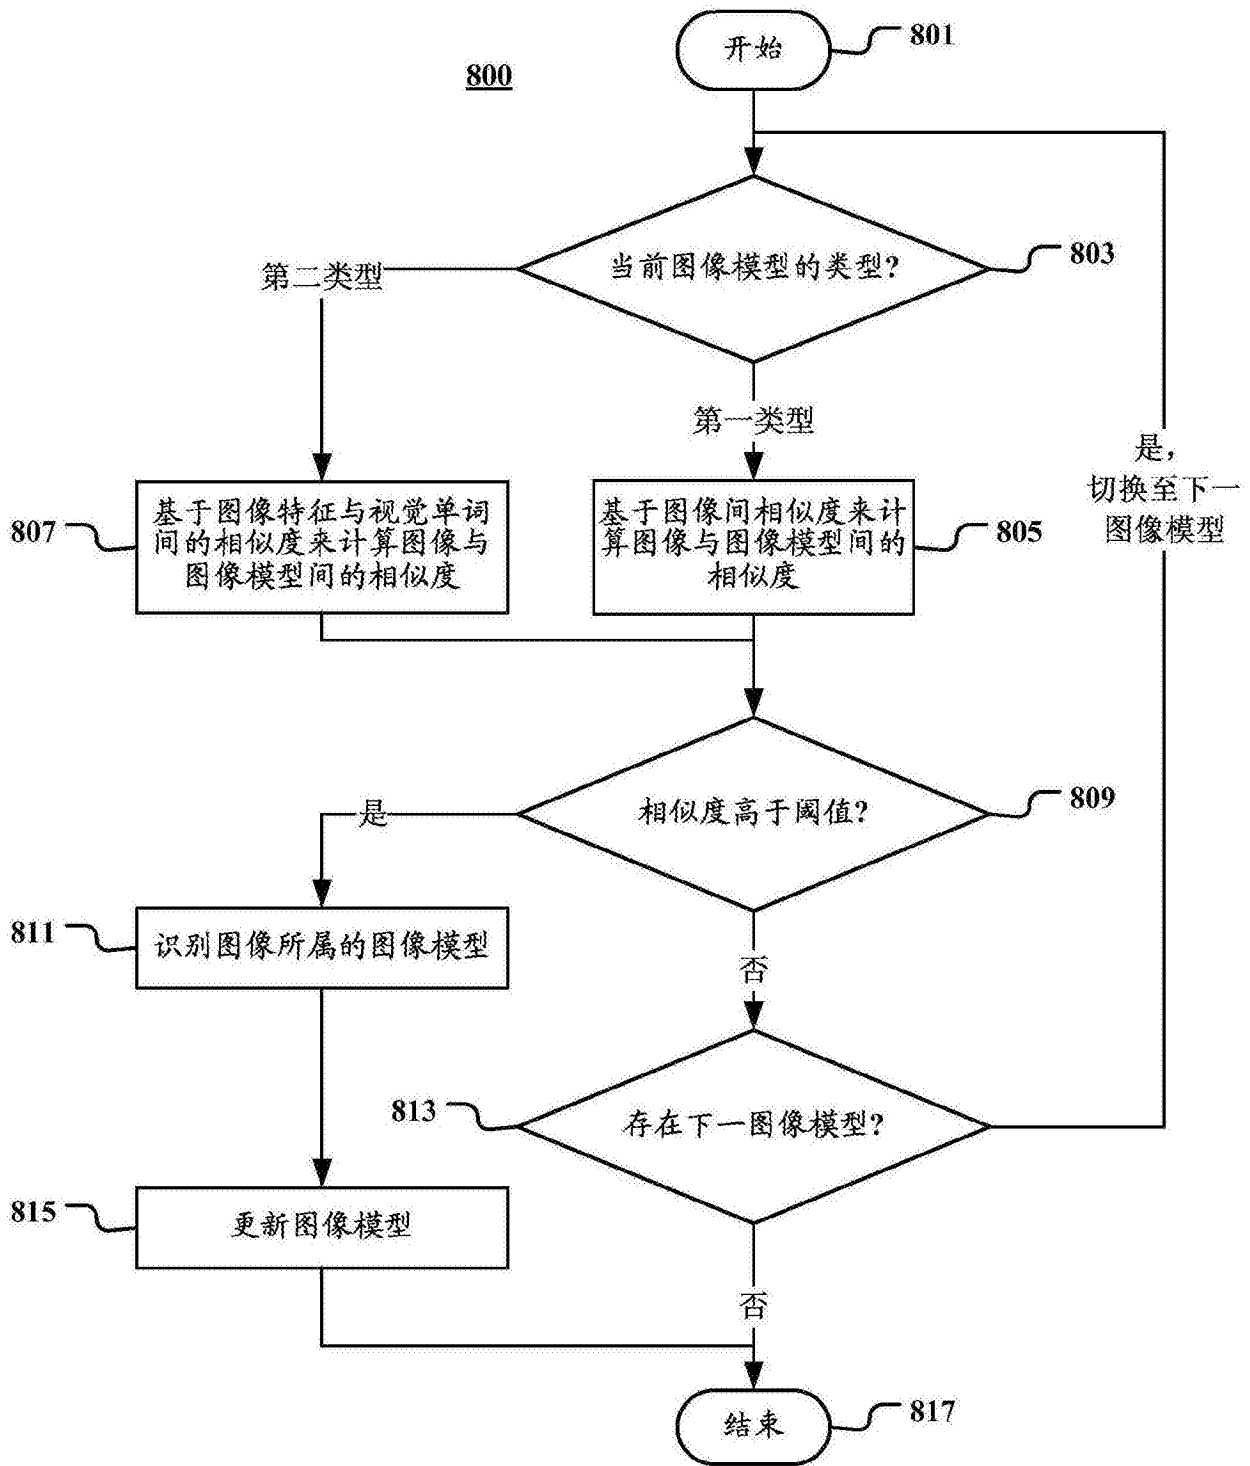 800
开始
801
当前图像模型的类型?
803
第二类型
第一类型
是,
切换至下一
图像模型
基于图像特征与视觉单词
间的相似度来计算图像与
图像模型间的相似度
807
基于图像间相似度来计
算图像与图像模型间的
相似度
805
相似度高于阈值?
809
是
811
识别图像所属的图像模型
否
813
存在下一图像模型?
815
更新图像模型
否
结束
817